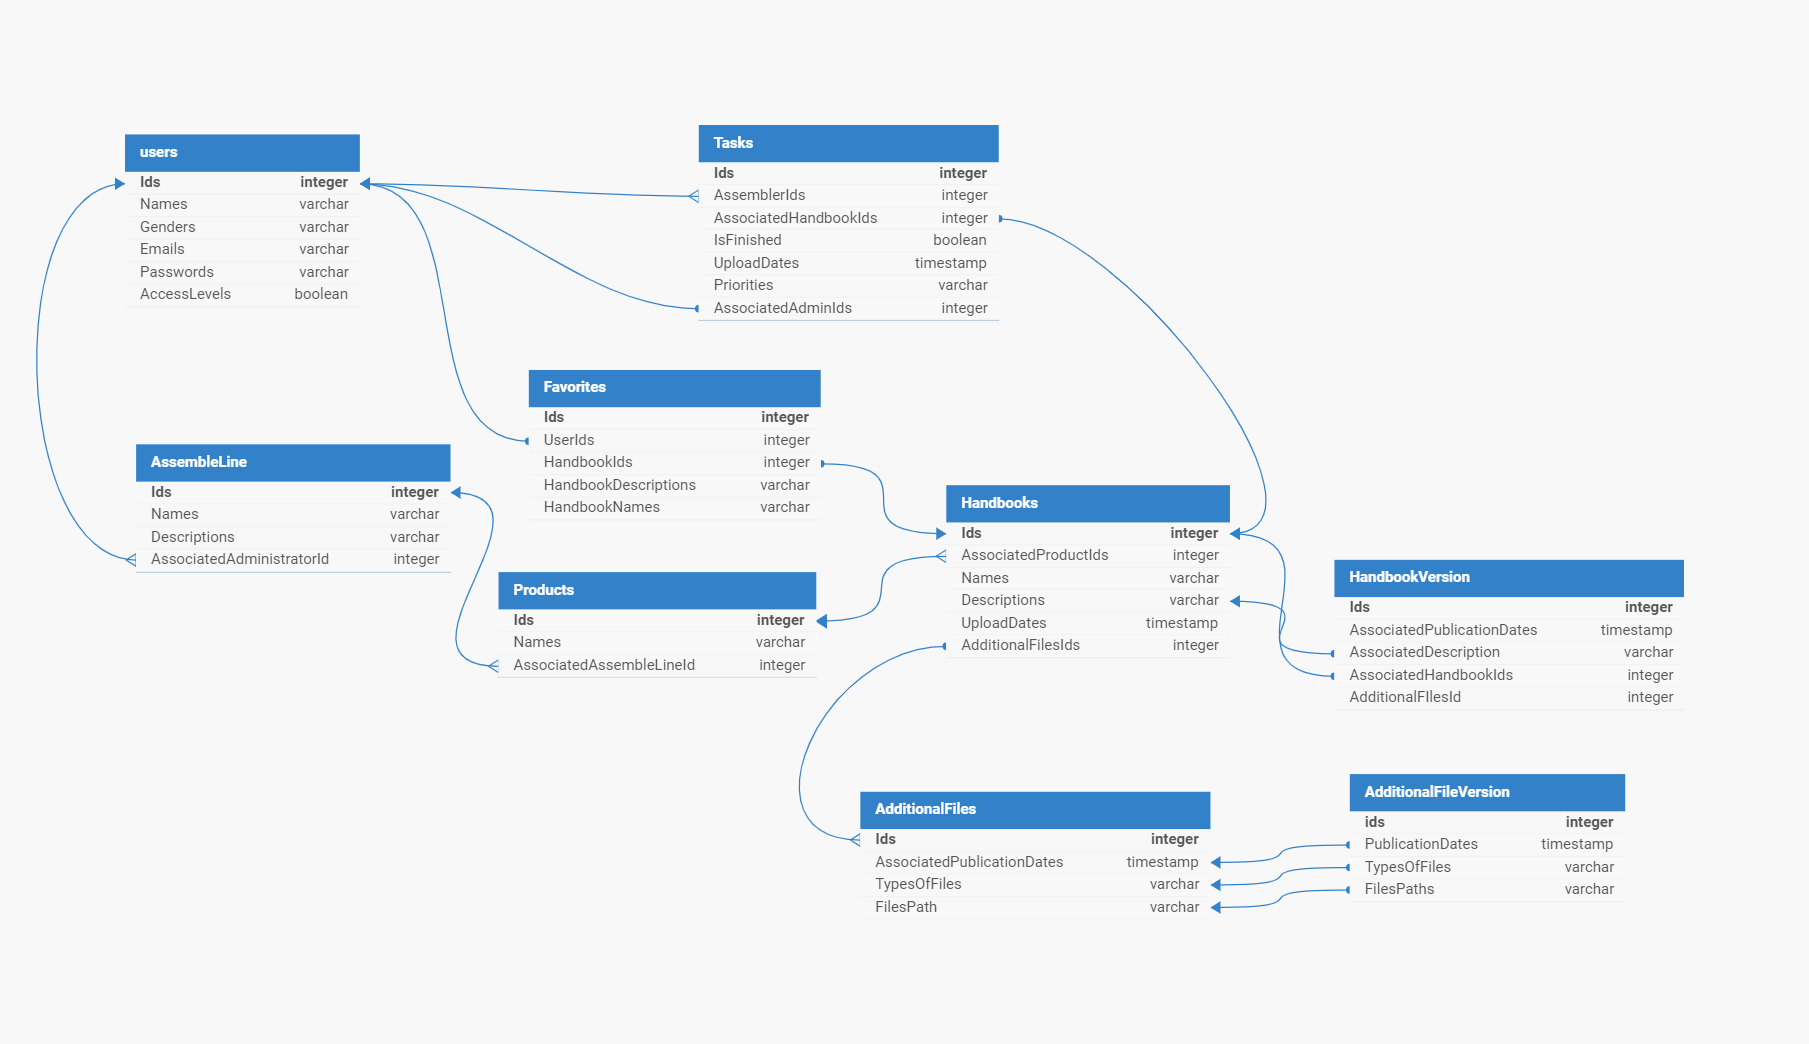 users
Ids integer
Names varchar
Genders varchar
Emails varchar
Passwords varchar
AccessLevels boolean
Tasks
Ids integer
AssemblerIds integer
AssociatedHandbookIds integer
IsFinished boolean
UploadDates timestamp
Priorities varchar
AssociatedAdminIds integer
Favorites
Ids integer
UserIds integer
HandbookIds integer
HandbookDescriptions varchar
HandbookNames varchar
AssembleLine
Ids integer
Names varchar
Descriptions varchar
AssociatedAdministratorId integer
Products
Ids integer
Names varchar
AssociatedAssembleLineId integer
Handbooks
Ids integer
AssociatedProductIds integer
Names varchar
Descriptions varchar
UploadDates timestamp
AdditionalFilesIds integer
HandbookVersion
Ids integer
AssociatedPublicationDates timestamp
AssociatedDescription varchar
AssociatedHandbookIds integer
AdditionalFIlesId integer
AdditionalFiles
Ids integer
AssociatedPublicationDates timestamp
TypesOfFiles varchar
FilesPath varchar
AdditionalFileVersion
ids integer
PublicationDates timestamp
TypesOfFiles varchar
FilesPaths varchar